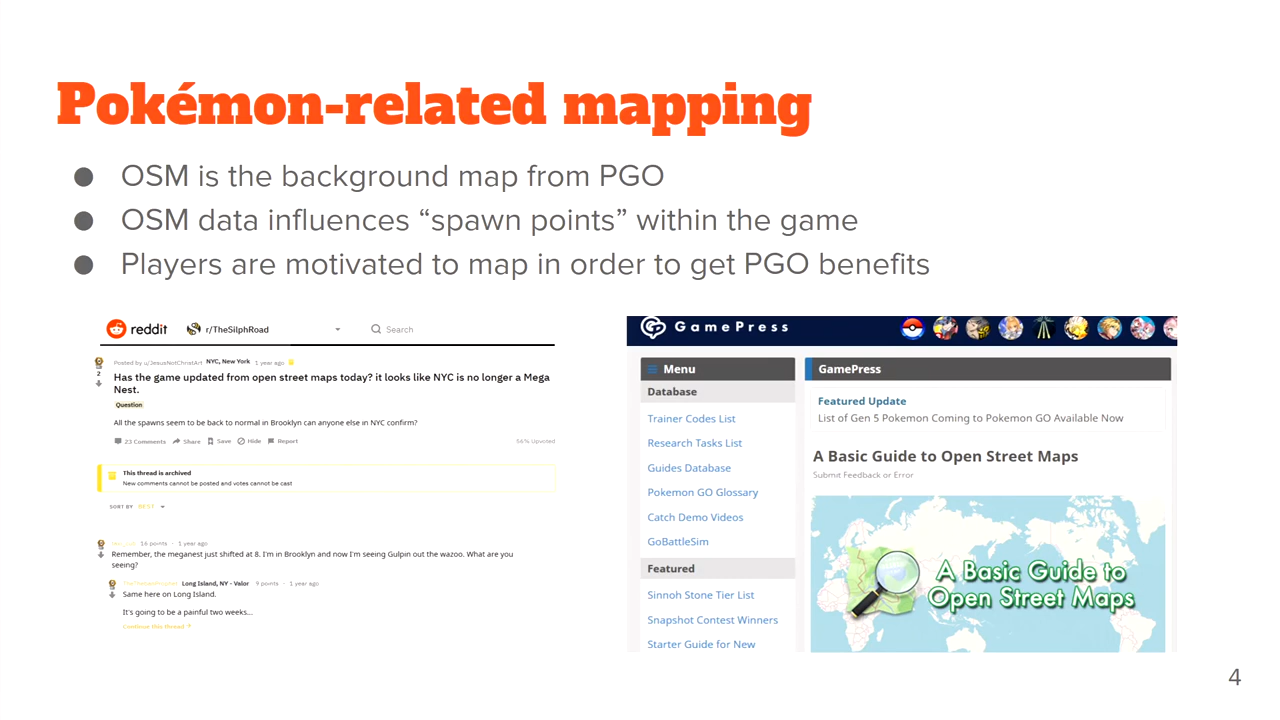 Pokémon-related mapping
● OSM is the background map from PGO
● OSM data influences “spawn points” within the game
● Players are motivated to map in order to get PGO benefits
reddit r/TheSilphRoad Search
Posted by u/JesusNotChristArt NYC, New York 1 year ago
2
Has the game updated from open street maps today? it looks like NYC is no longer a Mega
Nest.
Question
All the spawns seem to be back to normal in Brooklyn can anyone else in NYC confirm?
23 Comments Share Save Hide Report 56% Upvoted
This thread is archived
New comments cannot be posted and votes cannot be cast
SORT BY BEST
16 points · 1 year ago
Remember, the meganest just shifted at 8. I'm in Brooklyn and now I'm seeing Gulpin out the wazoo. What are you
seeing?
Long Island, NY - Valor 9 points · 1 year ago
Same here on Long Island.
It's going to be a painful two weeks...
Continue this thread
GamePress
Menu
Database
Trainer Codes List
Research Tasks List
Guides Database
Pokemon GO Glossary
Catch Demo Videos
GoBattleSim
Featured
Sinnoh Stone Tier List
Snapshot Contest Winners
Starter Guide for New
GamePress
Featured Update
List of Gen 5 Pokemon Coming to Pokemon GO Available Now
A Basic Guide to Open Street Maps
Submit Feedback or Error
A Basic Guide to
Open Street Maps
4